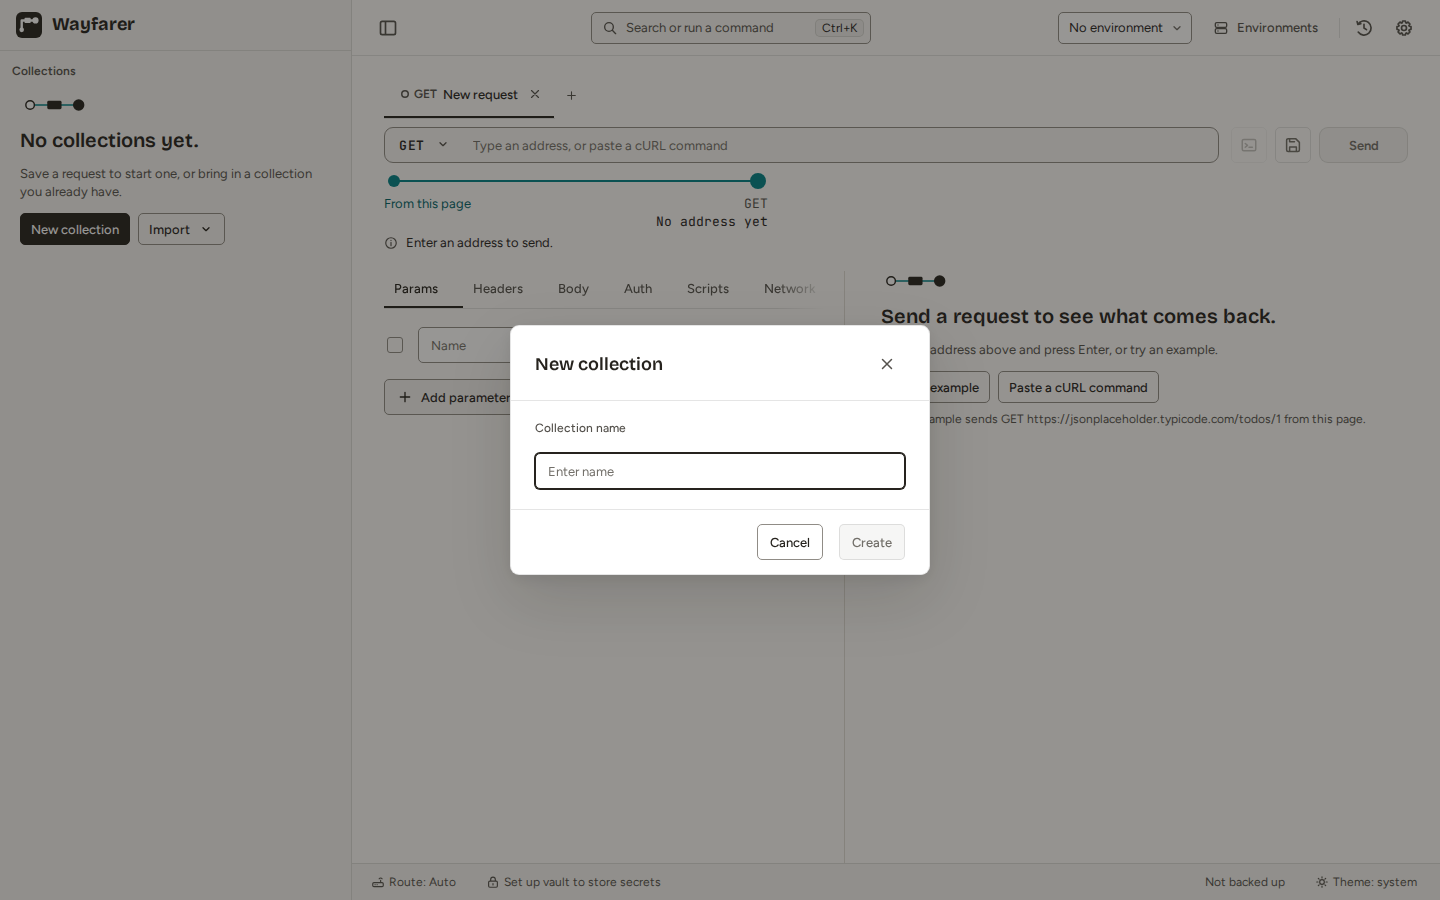 Wayfarer
Search or run a command
Ctrl+K
No environment
Environments
Collections
No collections yet.
Save a request to start one, or bring in a collection
you already have.
New collection
Import
GET New request
GET
Type an address, or paste a cURL command
Send
From this page
GET
No address yet
Enter an address to send.
Params
Headers
Body
Auth
Scripts
Network
Name
Add parameter
Send a request to see what comes back.
address above and press Enter, or try an example.
example
Paste a cURL command
sends GET https://jsonplaceholder.typicode.com/todos/1 from this page.
New collection
Collection name
Enter name
Cancel
Create
Route: Auto
Set up vault to store secrets
Not backed up
Theme: system